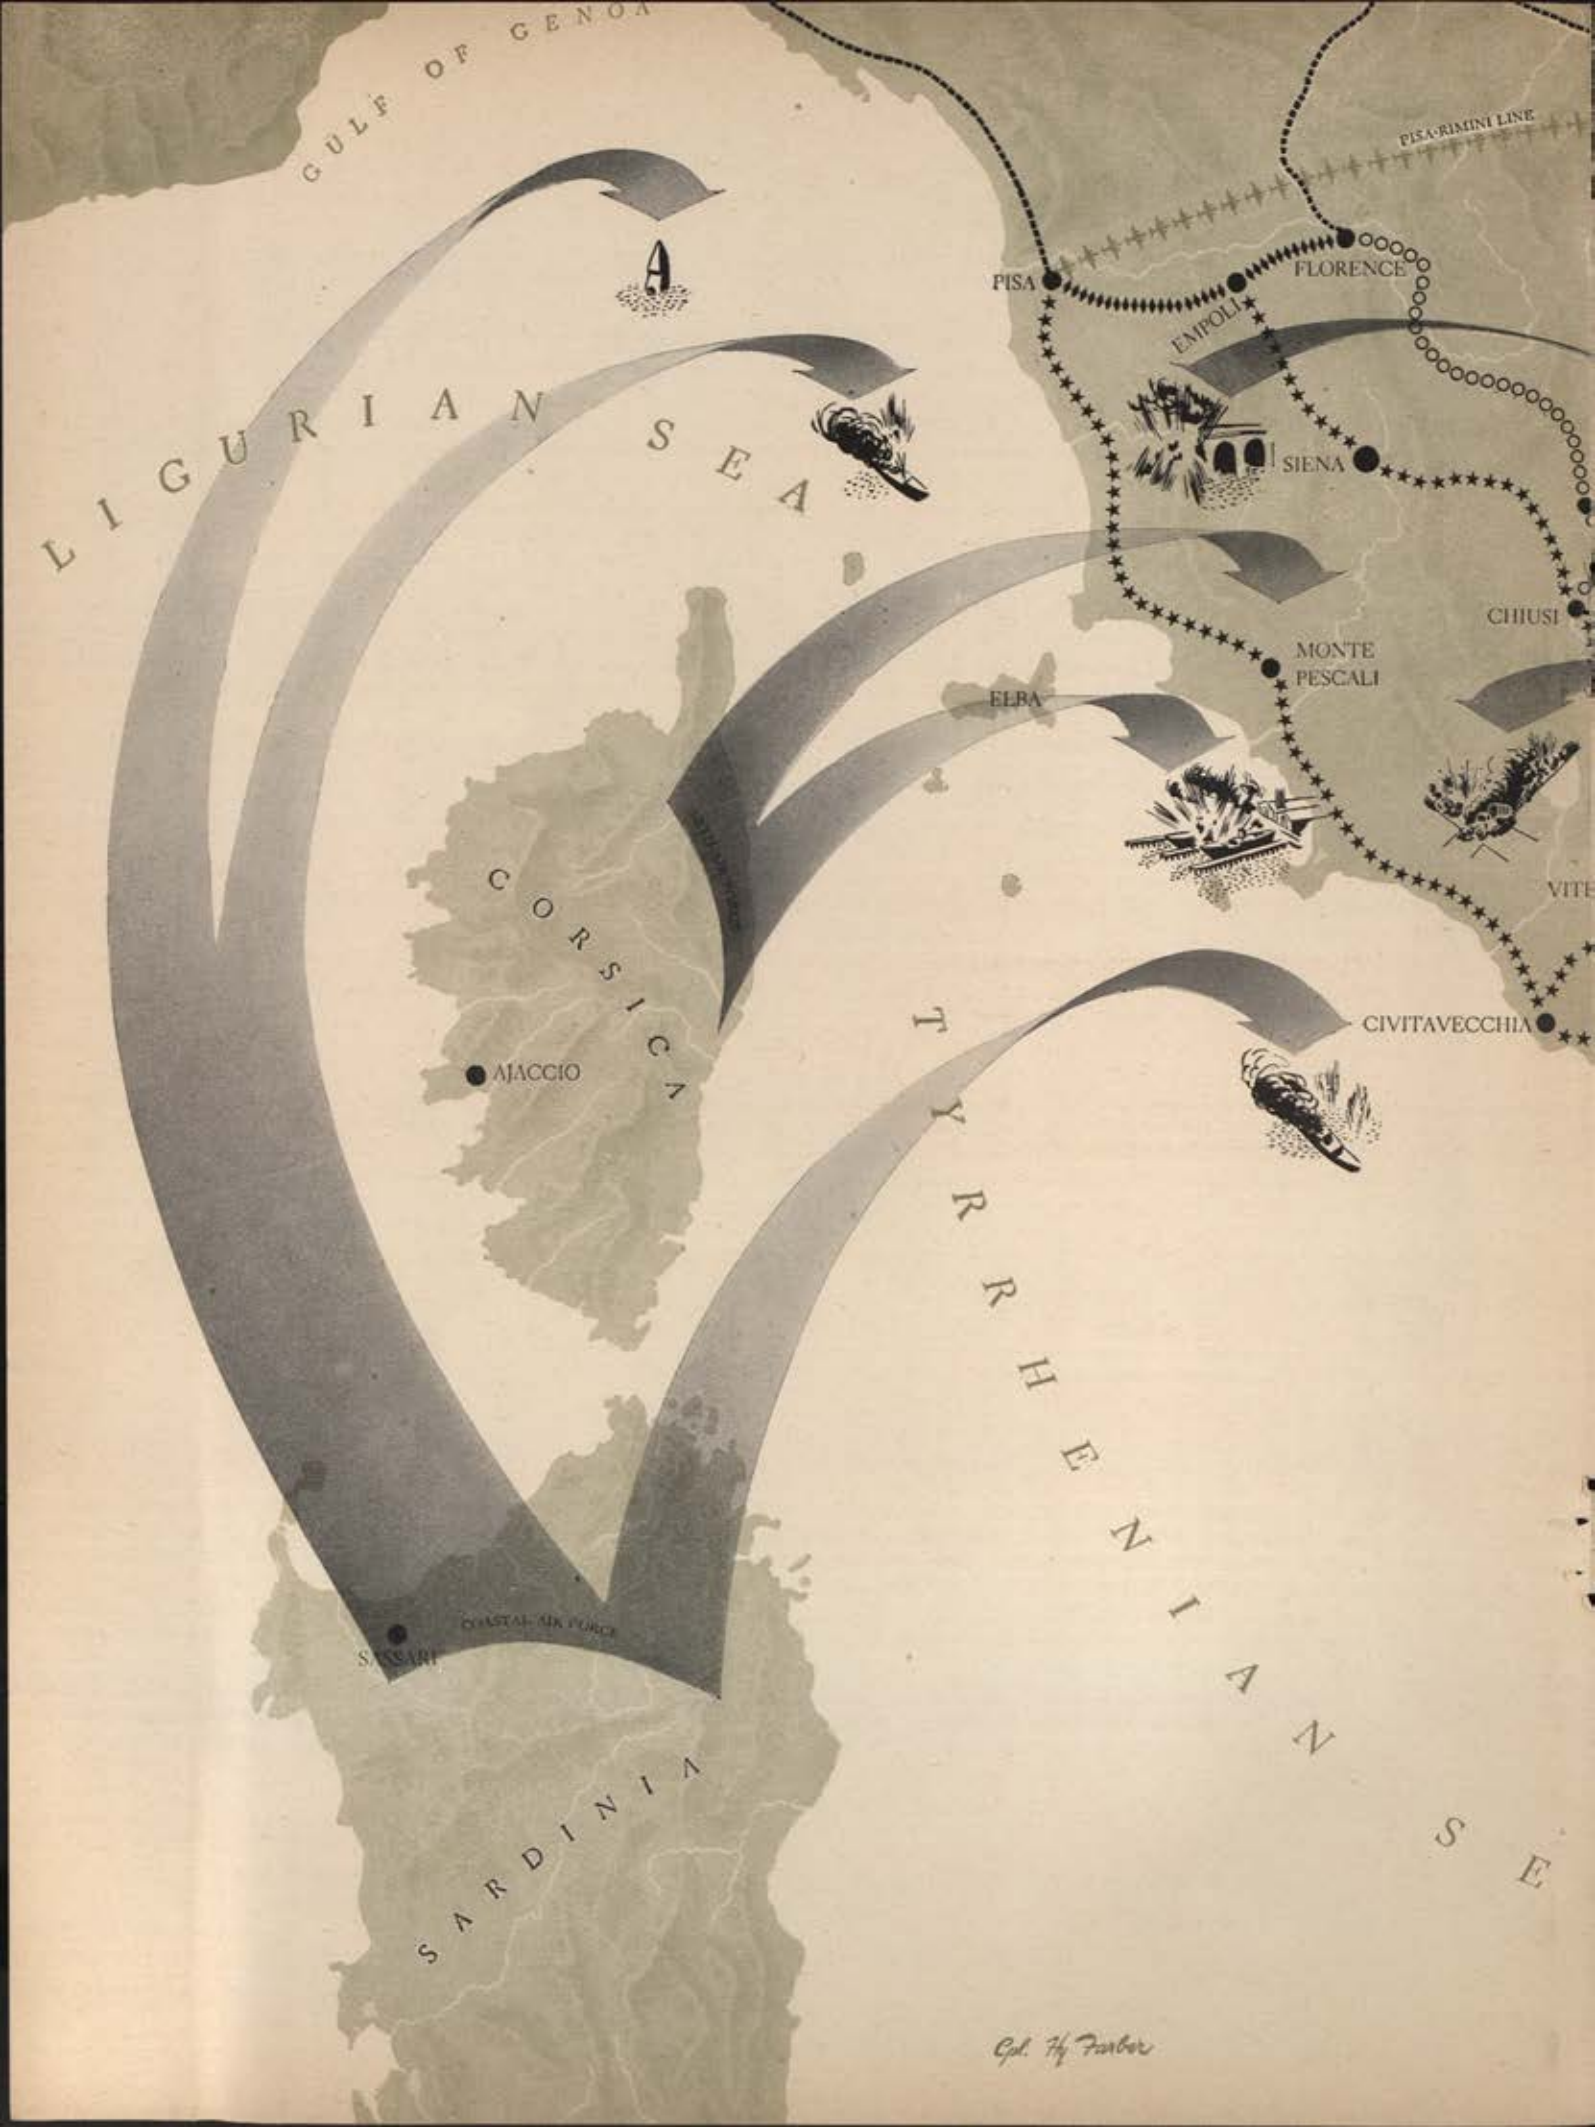 GULF OF GENOA
PISA-RIMINI LINE
PISA
FLORENCE
EMPOLI
LIGURIAN SEA
SIENA
CHIUSI
MONTE
PESCALI
ELBA
VITE
CORSICA
CIVITAVECCHIA
AJACCIO
TYRRHENIAN SE
COASTAL AIR FORCE
SASSARI
SARDINIA
Cpl. Hy Farber